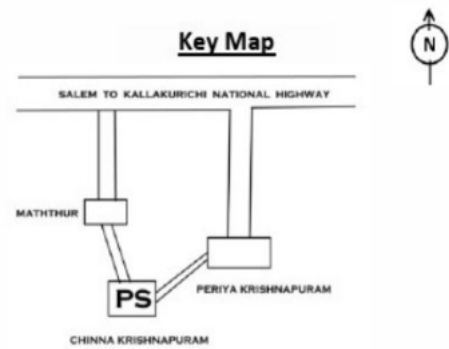 Key Map
N
SALEM TO KALLAKURICHI NATIONAL HIGHWAY
MATHTHUR
PS
PERIYA KRISHNAPURAM
CHINNA KRISHNAPURAM